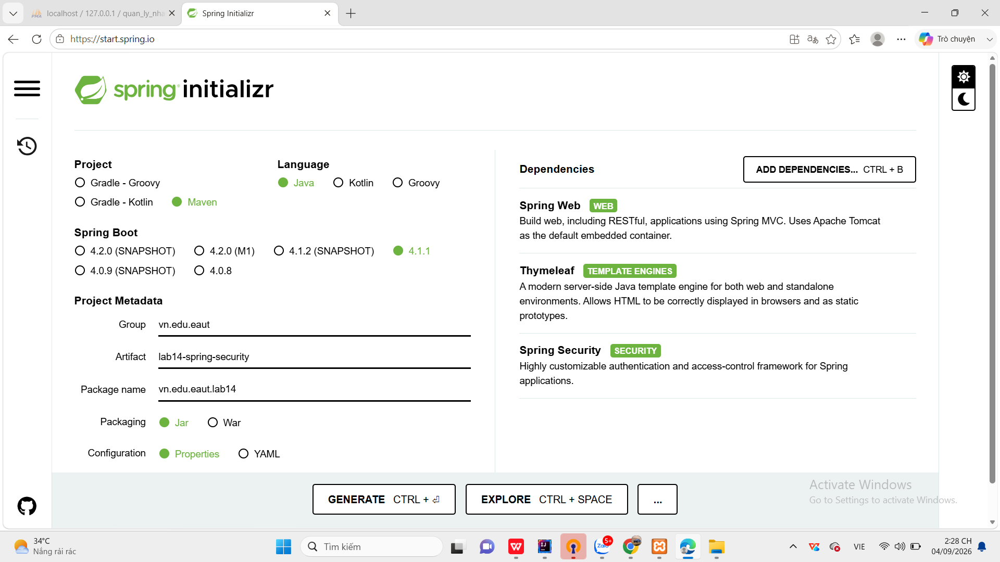 localhost / 127.0.0.1 / quan_ly_nha
Spring Initializr
https://start.spring.io
Trò chuyện
spring initializr
Project
Gradle - Groovy
Gradle - Kotlin
Maven
Language
Java
Kotlin
Groovy
Spring Boot
4.2.0 (SNAPSHOT)
4.2.0 (M1)
4.1.2 (SNAPSHOT)
4.1.1
4.0.9 (SNAPSHOT)
4.0.8
Project Metadata
Group
vn.edu.eaut
Artifact
lab14-spring-security
Package name
vn.edu.eaut.lab14
Packaging
Jar
War
Configuration
Properties
YAML
Dependencies
ADD DEPENDENCIES... CTRL + B
Spring Web WEB
Build web, including RESTful, applications using Spring MVC. Uses Apache Tomcat
as the default embedded container.
Thymeleaf TEMPLATE ENGINES
A modern server-side Java template engine for both web and standalone
environments. Allows HTML to be correctly displayed in browsers and as static
prototypes.
Spring Security SECURITY
Highly customizable authentication and access-control framework for Spring
applications.
GENERATE CTRL + ⏎
EXPLORE CTRL + SPACE
...
Activate Windows
Go to Settings to activate Windows.
34°C
Nắng rải rác
Tìm kiếm
5+
Zalo
VIE
2:28 CH
04/09/2026